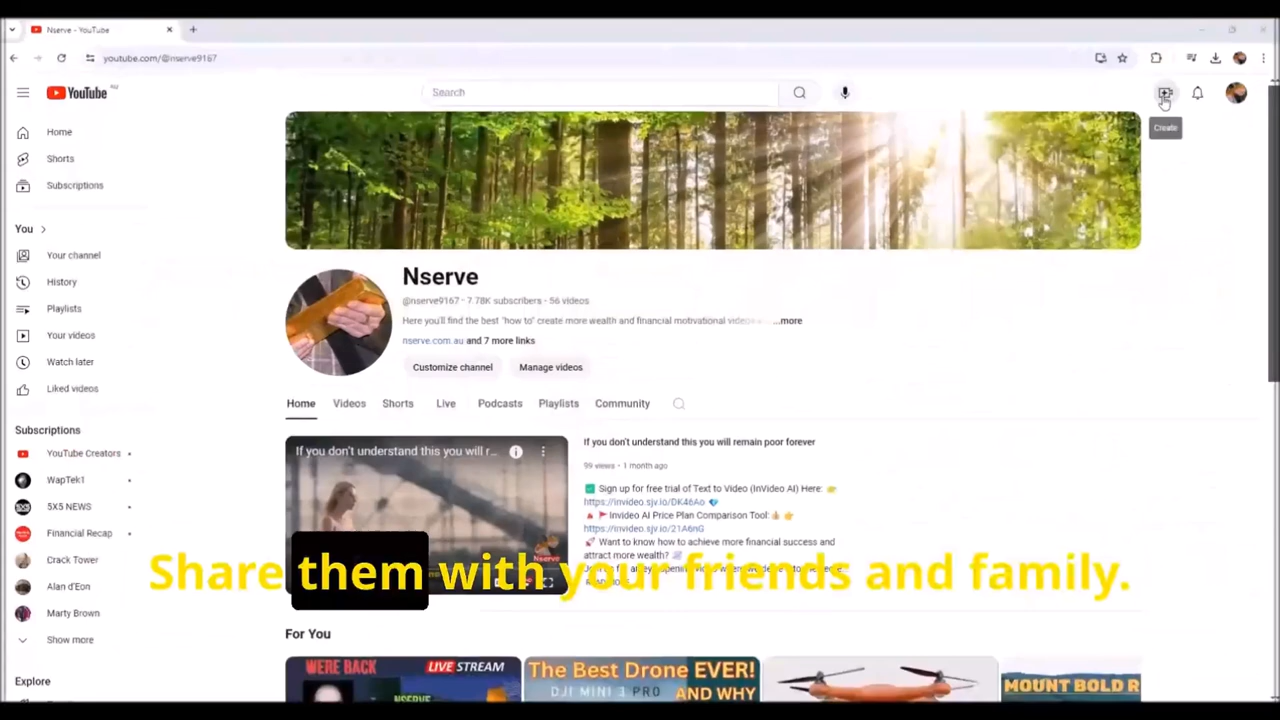 Nserve - YouTube
youtube.com/@nserve9167
YouTube AU
Search
Create
Home
Shorts
Subscriptions
You
Your channel
History
Playlists
Your videos
Watch later
Liked videos
Subscriptions
YouTube Creators
WapTek1
5X5 NEWS
Financial Recap
Crack Tower
Alan d'Eon
Marty Brown
Show more
Explore
Nserve
@nserve9167 · 7.78K subscribers · 56 videos
Here you'll find the best "how to" create more wealth and financial motivational videos ...more
nserve.com.au and 7 more links
Customize channel Manage videos
Home Videos Shorts Live Podcasts Playlists Community
If you don't understand this you will r...
Nserve
If you don't understand this you will remain poor forever
99 views · 1 month ago
Sign up for free trial of Text to Video (InVideo AI) Here:
https://invideo.sjv.io/DK46Ao
Invideo AI Price Plan Comparison Tool:
https://invideo.sjv.io/21A6nG
Want to know how to achieve more financial success and
attract more wealth?
Share them with your friends and family.
For You
WERE BACK LIVE STREAM
NSERVE
The Best Drone EVER!
DJI MINI 3 PRO AND WHY
MOUNT BOLD R